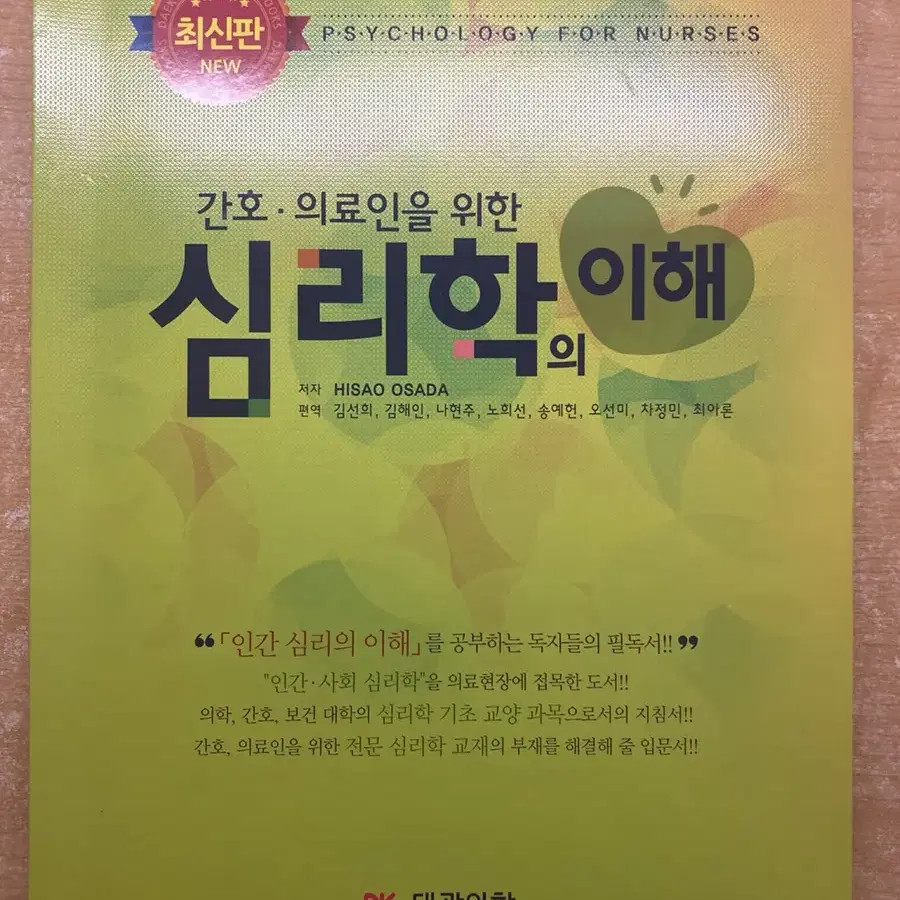 최신판
NEW
PSYCHOLOGY FOR NURSES
간호·의료인을 위한
심리학의 이해
저자 HISAO OSADA
편역 김선희, 김해인, 나현주, 노희선, 송예헌, 오선미, 차정민, 최아론
❝「인간 심리의 이해」를 공부하는 독자들의 필독서!!❞
"인간·사회 심리학"을 의료현장에 접목한 도서!!
의학, 간호, 보건 대학의 심리학 기초 교양 과목으로서의 지침서!!
간호, 의료인을 위한 전문 심리학 교재의 부재를 해결해 줄 입문서!!